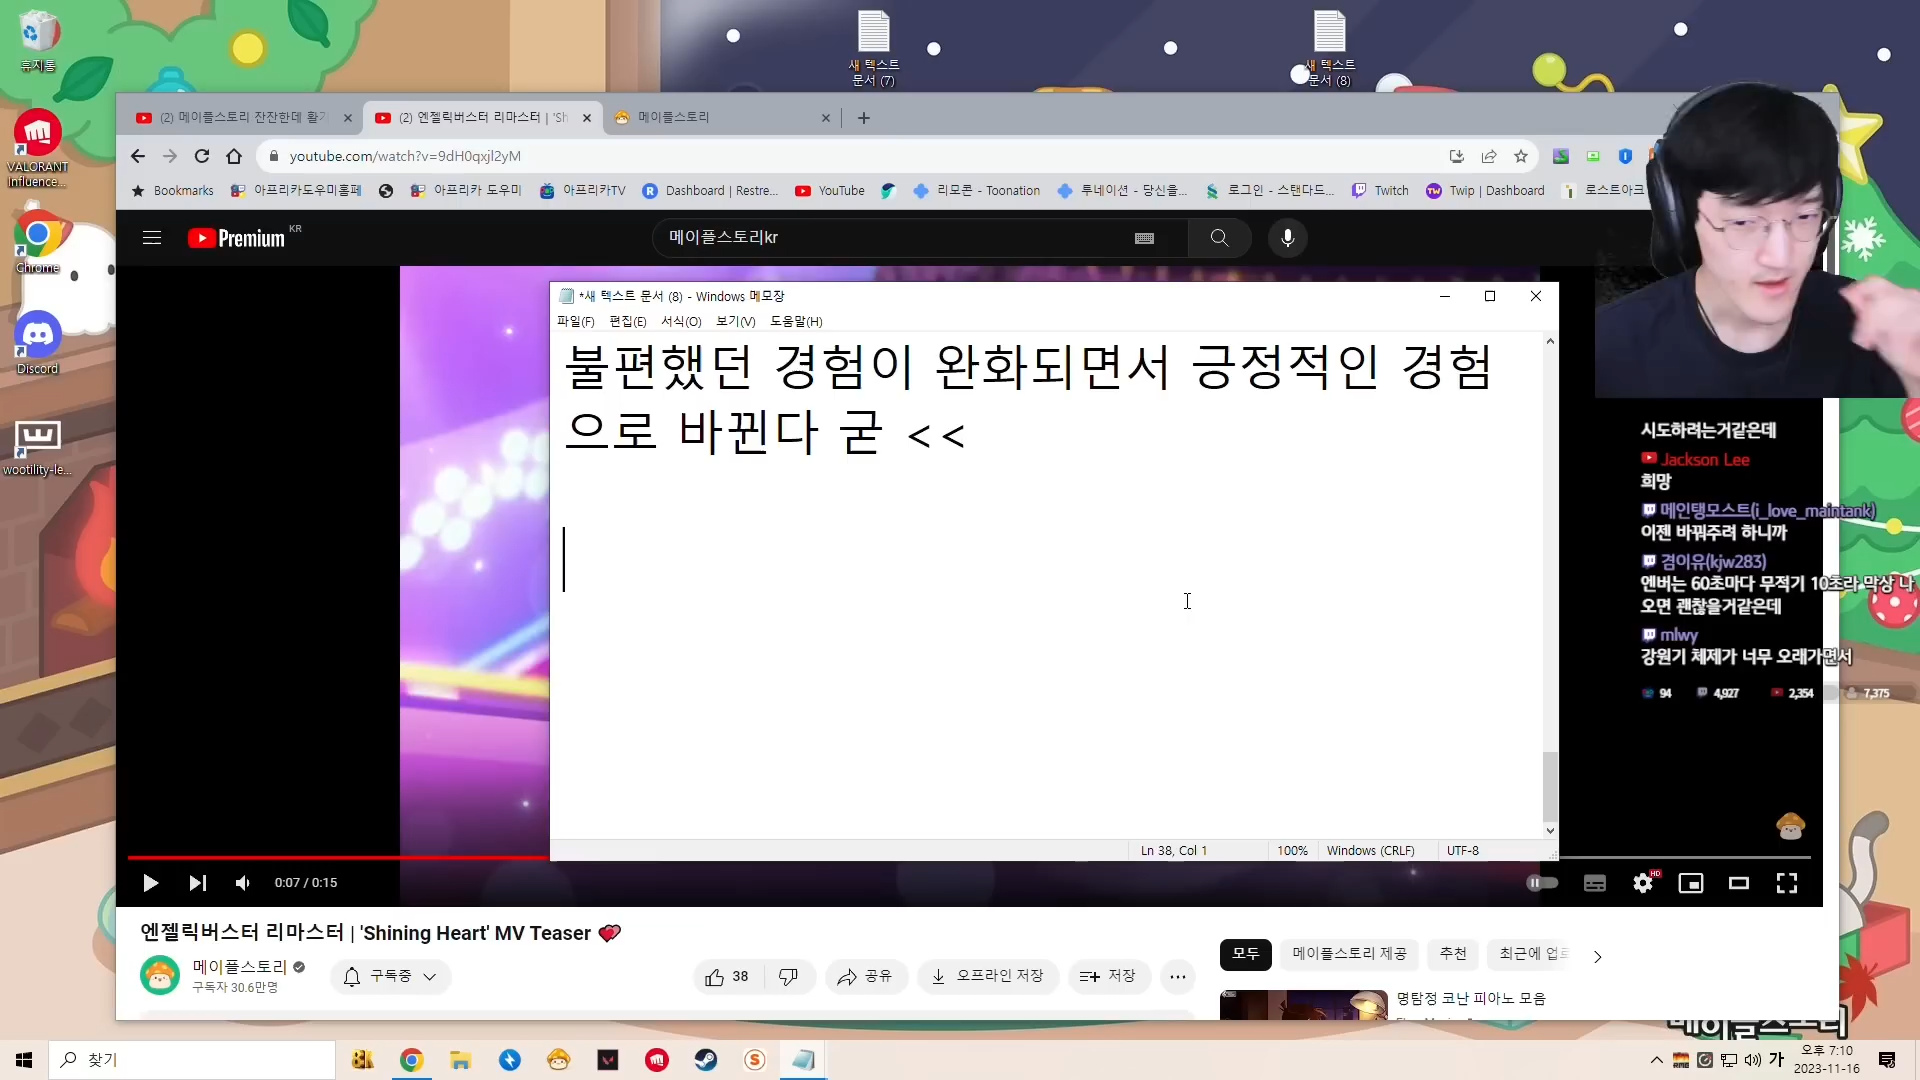 휴지통
새 텍스트
문서 (7)
새 텍스트
문서 (8)
VALORANT
Influence...
Chrome
Discord
wootility-le...
(2) 메이플스토리 잔잔한데 활기
(2) 엔젤릭버스터 리마스터 | 'Sh
메이플스토리
youtube.com/watch?v=9dH0qxjl2yM
Bookmarks
아프리카도우미홈페
아프리카 도우미
아프리카TV
Dashboard | Restre...
YouTube
리모콘 - Toonation
투네이션 - 당신을...
로그인 - 스탠다드...
Twitch
Twip | Dashboard
로스트아크
Premium KR
메이플스토리kr
*새 텍스트 문서 (8) - Windows 메모장
파일(F) 편집(E) 서식(O) 보기(V) 도움말(H)
불편했던 경험이 완화되면서 긍정적인 경험
으로 바뀐다 굳 <<
Ln 38, Col 1
100%
Windows (CRLF)
UTF-8
시도하려는거같은데
Jackson Lee
희망
메인탱모스트(i_love_maintank)
이젠 바꿔주려 하니까
겸이유(kjw283)
엔버는 60초마다 무적기 10초라 막상 나
오면 괜찮을거같은데
mlwy
강원기 체제가 너무 오래가면서
94 4,927 2,354 7,375
0:07 / 0:15
HD
엔젤릭버스터 리마스터 | 'Shining Heart' MV Teaser
메이플스토리
구독자 30.6만명
구독중
38
공유
오프라인 저장
저장
모두
메이플스토리 제공
추천
최근에 업로
명탐정 코난 피아노 모음
메이플스토리
찾기
가
오후 7:10
2023-11-16